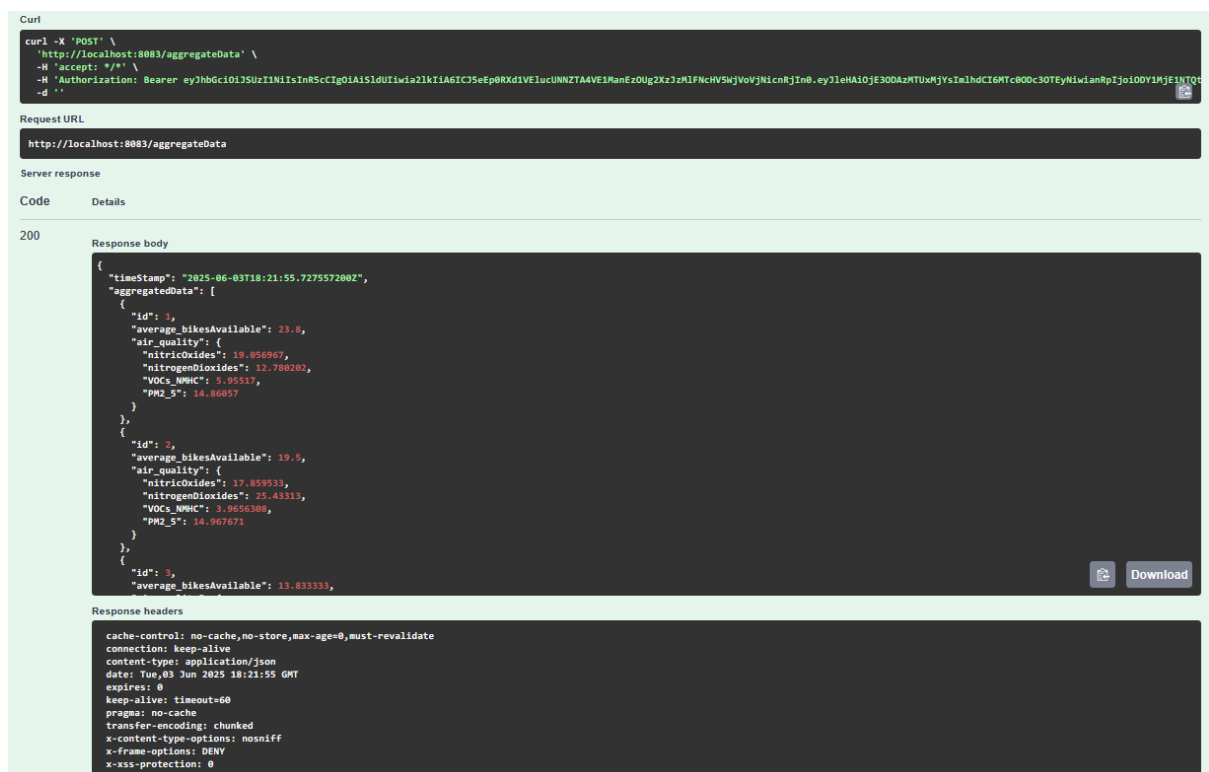 Curl
curl -X 'POST' \
'http://localhost:8083/aggregateData' \
-H 'accept: */*' \
-H 'Authorization: Bearer
-d ''
Request URL
http://localhost:8083/aggregateData
Server response
Code Details
200
Response body
{
"timeStamp": "2025-06-03T18:21:55.727557200Z",
"aggregatedData": [
{
"id": 1,
"average_bikesAvailable": 23.8,
"air_quality": {
"nitricOxides": 19.056967,
"nitrogenDioxides": 12.780202,
"VOCs_NMHC": 5.95517,
"PM2_5": 14.86057
}
},
{
"id": 2,
"average_bikesAvailable": 19.5,
"air_quality": {
"nitricOxides": 17.859533,
"nitrogenDioxides": 25.43313,
"VOCs_NMHC": 3.9656308,
"PM2_5": 14.967671
}
},
{
"id": 3,
"average_bikesAvailable": 13.833333,
Download
Response headers
cache-control: no-cache,no-store,max-age=0,must-revalidate
connection: keep-alive
content-type: application/json
date: Tue,03 Jun 2025 18:21:55 GMT
expires: 0
keep-alive: timeout=60
pragma: no-cache
transfer-encoding: chunked
x-content-type-options: nosniff
x-frame-options: DENY
x-xss-protection: 0